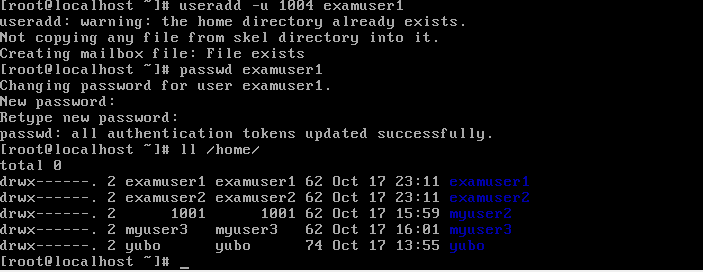 [root@localhost ~]# useradd -u 1004 examuser1
useradd: warning: the home directory already exists.
Not copying any file from skel directory into it.
Creating mailbox file: File exists
[root@localhost ~]# passwd examuser1
Changing password for user examuser1.
New password:
Retype new password:
passwd: all authentication tokens updated successfully.
[root@localhost ~]# ll /home/
total 0
drwx------. 2 examuser1 examuser1 62 Oct 17 23:11 examuser1
drwx------. 2 examuser2 examuser2 62 Oct 17 23:11 examuser2
drwx------. 2      1001      1001 62 Oct 17 15:59 myuser2
drwx------. 2 myuser3   myuser3   62 Oct 17 16:01 myuser3
drwx------. 2 yubo      yubo      74 Oct 17 13:55 yubo
[root@localhost ~]# _